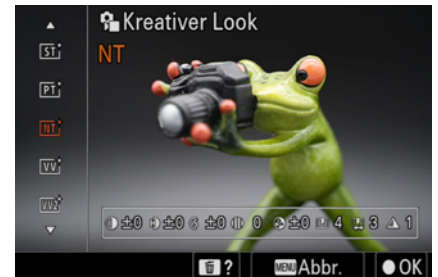 Kreativer Look
NT
ST
PT
NT
VV
VV2
±0 ±0 ±0 0 ±0 4 3 1
? MENU Abbr. OK